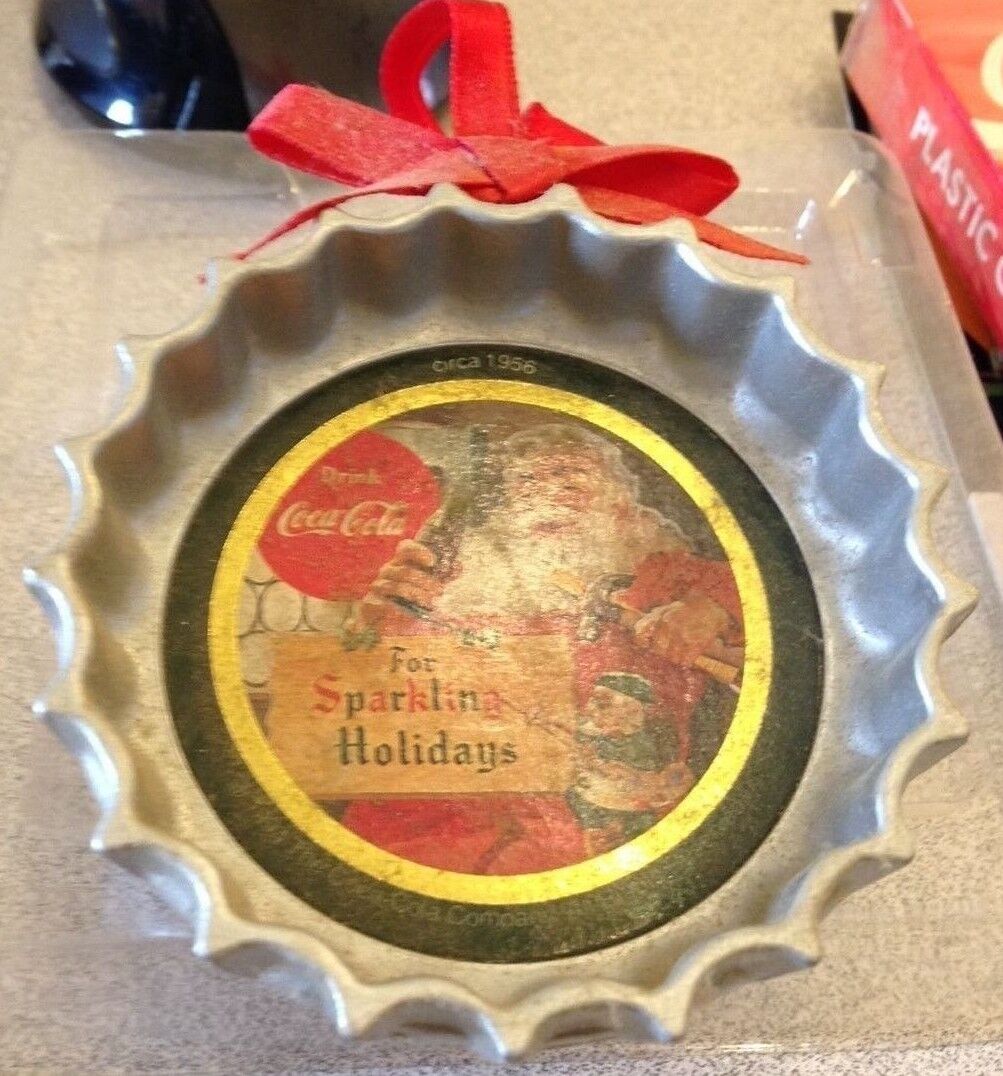 circa 1956
Drink
Coca-Cola
For
Sparkling
Holidays
PLASTIC